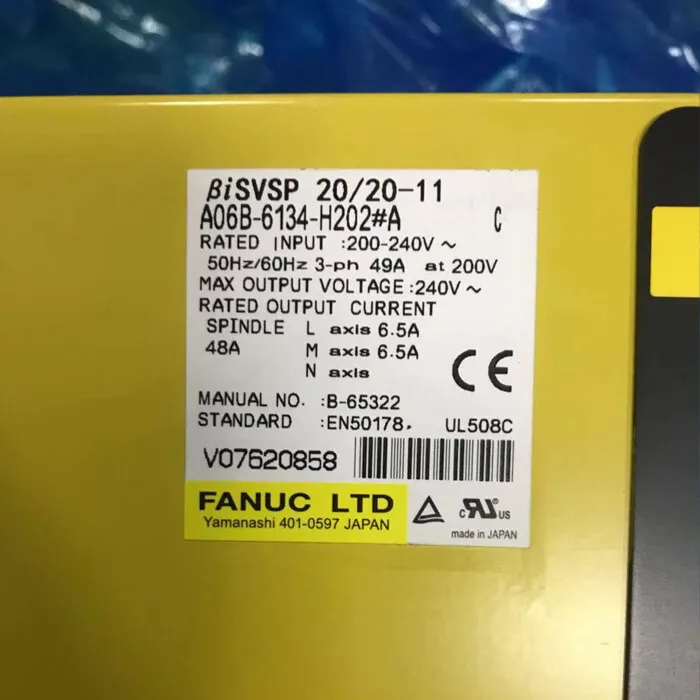 βiSVSP 20/20-11
A06B-6134-H202#A C
RATED INPUT :200-240V～
50Hz/60Hz 3-ph 49A at 200V
MAX OUTPUT VOLTAGE:240V～
RATED OUTPUT CURRENT
SPINDLE L axis 6.5A
48A M axis 6.5A
N axis
CE
MANUAL NO. :B-65322
STANDARD :EN50178. UL508C
V07620858
FANUC LTD
Yamanashi 401-0597 JAPAN
c RU US
made in JAPAN